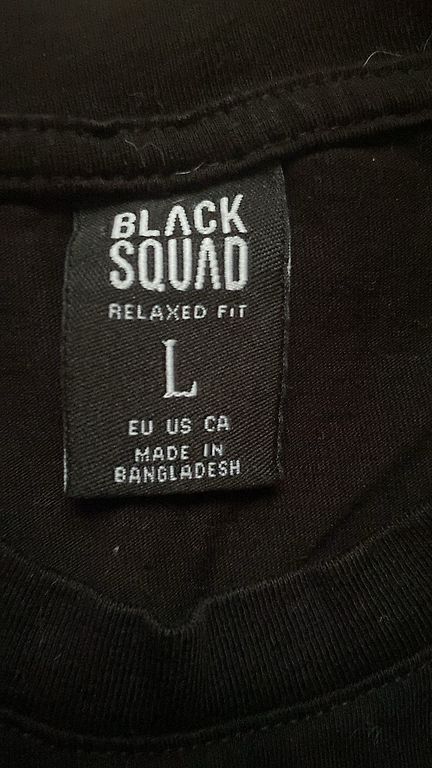 BLACK
SQUAD
RELAXED FIT
L
EU US CA
MADE IN
BANGLADESH